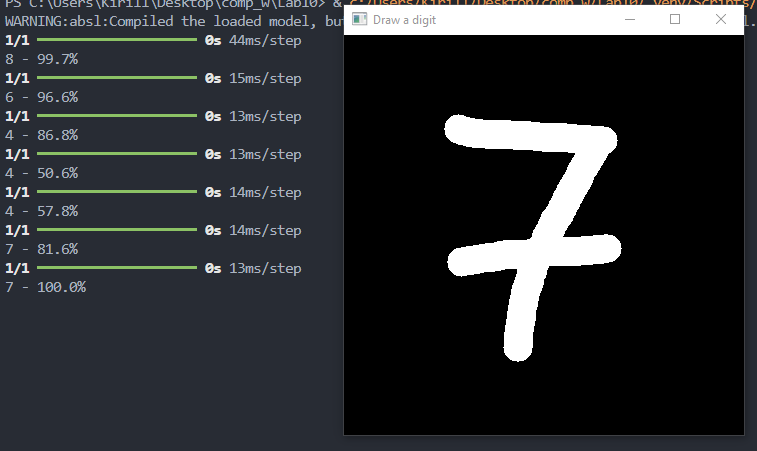 PS C:\Users\Kirill\Desktop\comp_w\Lab10> &
WARNING:absl:Compiled the loaded model,
1/1 0s 44ms/step
8 - 99.7%
1/1 0s 15ms/step
6 - 96.6%
1/1 0s 13ms/step
4 - 86.8%
1/1 0s 13ms/step
4 - 50.6%
1/1 0s 14ms/step
4 - 57.8%
1/1 0s 14ms/step
7 - 81.6%
1/1 0s 13ms/step
7 - 100.0%
Draw a digit
7